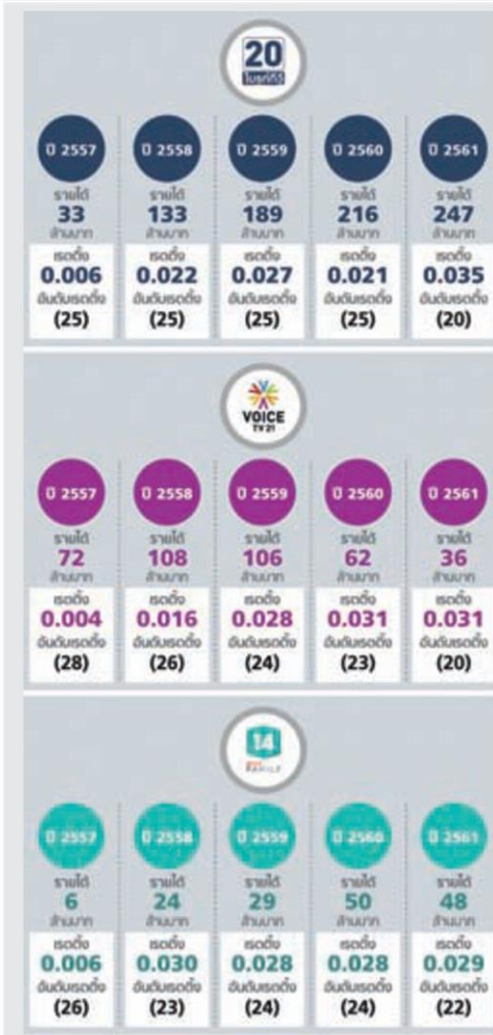 20
ไบรท์ทีวี
ปี 2557 ปี 2558 ปี 2559 ปี 2560 ปี 2561
รายได้ รายได้ รายได้ รายได้ รายได้
33 133 189 216 247
ล้านบาท ล้านบาท ล้านบาท ล้านบาท ล้านบาท
เรตติ้ง เรตติ้ง เรตติ้ง เรตติ้ง เรตติ้ง
0.006 0.022 0.027 0.021 0.035
อันดับเรตติ้ง อันดับเรตติ้ง อันดับเรตติ้ง อันดับเรตติ้ง อันดับเรตติ้ง
(25) (25) (25) (25) (20)
VOICE
TV 21
ปี 2557 ปี 2558 ปี 2559 ปี 2560 ปี 2561
รายได้ รายได้ รายได้ รายได้ รายได้
72 108 106 62 36
ล้านบาท ล้านบาท ล้านบาท ล้านบาท ล้านบาท
เรตติ้ง เรตติ้ง เรตติ้ง เรตติ้ง เรตติ้ง
0.004 0.016 0.028 0.031 0.031
อันดับเรตติ้ง อันดับเรตติ้ง อันดับเรตติ้ง อันดับเรตติ้ง อันดับเรตติ้ง
(28) (26) (24) (23) (20)
14
FAMILY
ปี 2557 ปี 2558 ปี 2559 ปี 2560 ปี 2561
รายได้ รายได้ รายได้ รายได้ รายได้
6 24 29 50 48
ล้านบาท ล้านบาท ล้านบาท ล้านบาท ล้านบาท
เรตติ้ง เรตติ้ง เรตติ้ง เรตติ้ง เรตติ้ง
0.006 0.030 0.028 0.028 0.029
อันดับเรตติ้ง อันดับเรตติ้ง อันดับเรตติ้ง อันดับเรตติ้ง อันดับเรตติ้ง
(26) (23) (24) (24) (22)